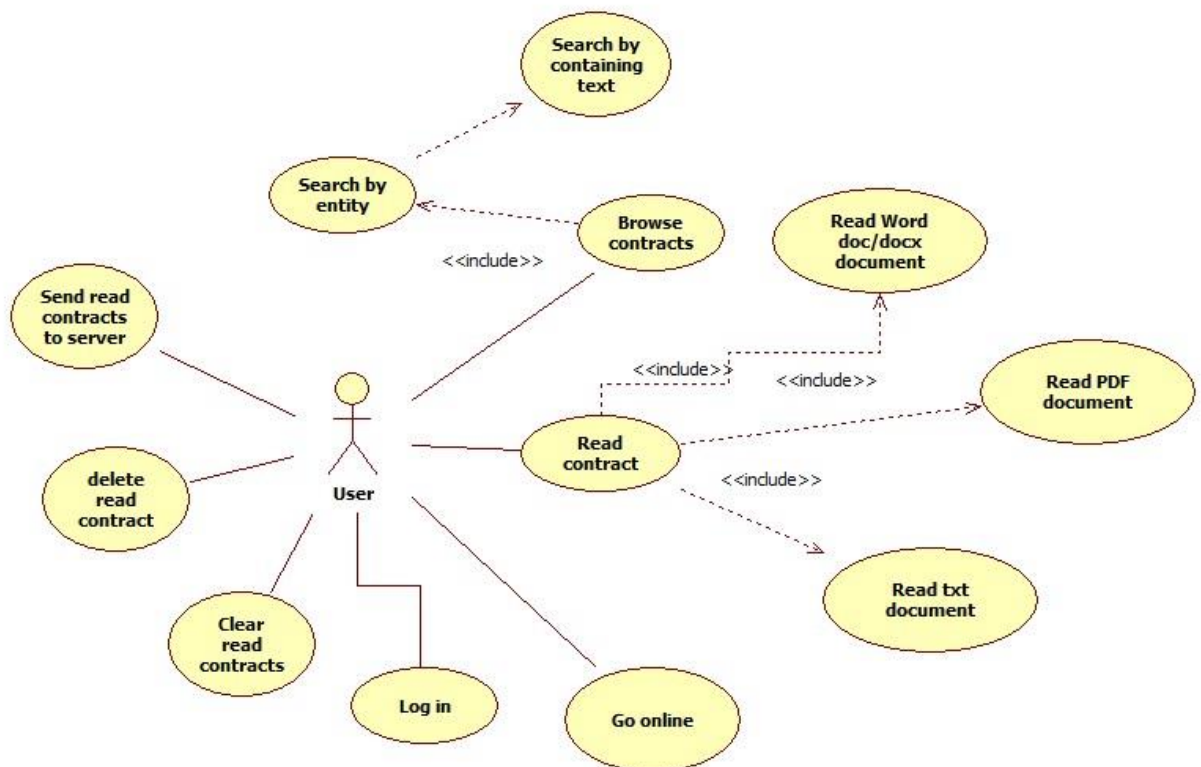 Search by
containing
text
Search by
entity
Browse
contracts
<<include>>
Read Word
doc/docx
document
Send read
contracts
to server
<<include>>
<<include>>
Read PDF
document
Read
contract
<<include>>
delete
read
contract
User
Read txt
document
Clear
read
contracts
Log in
Go online